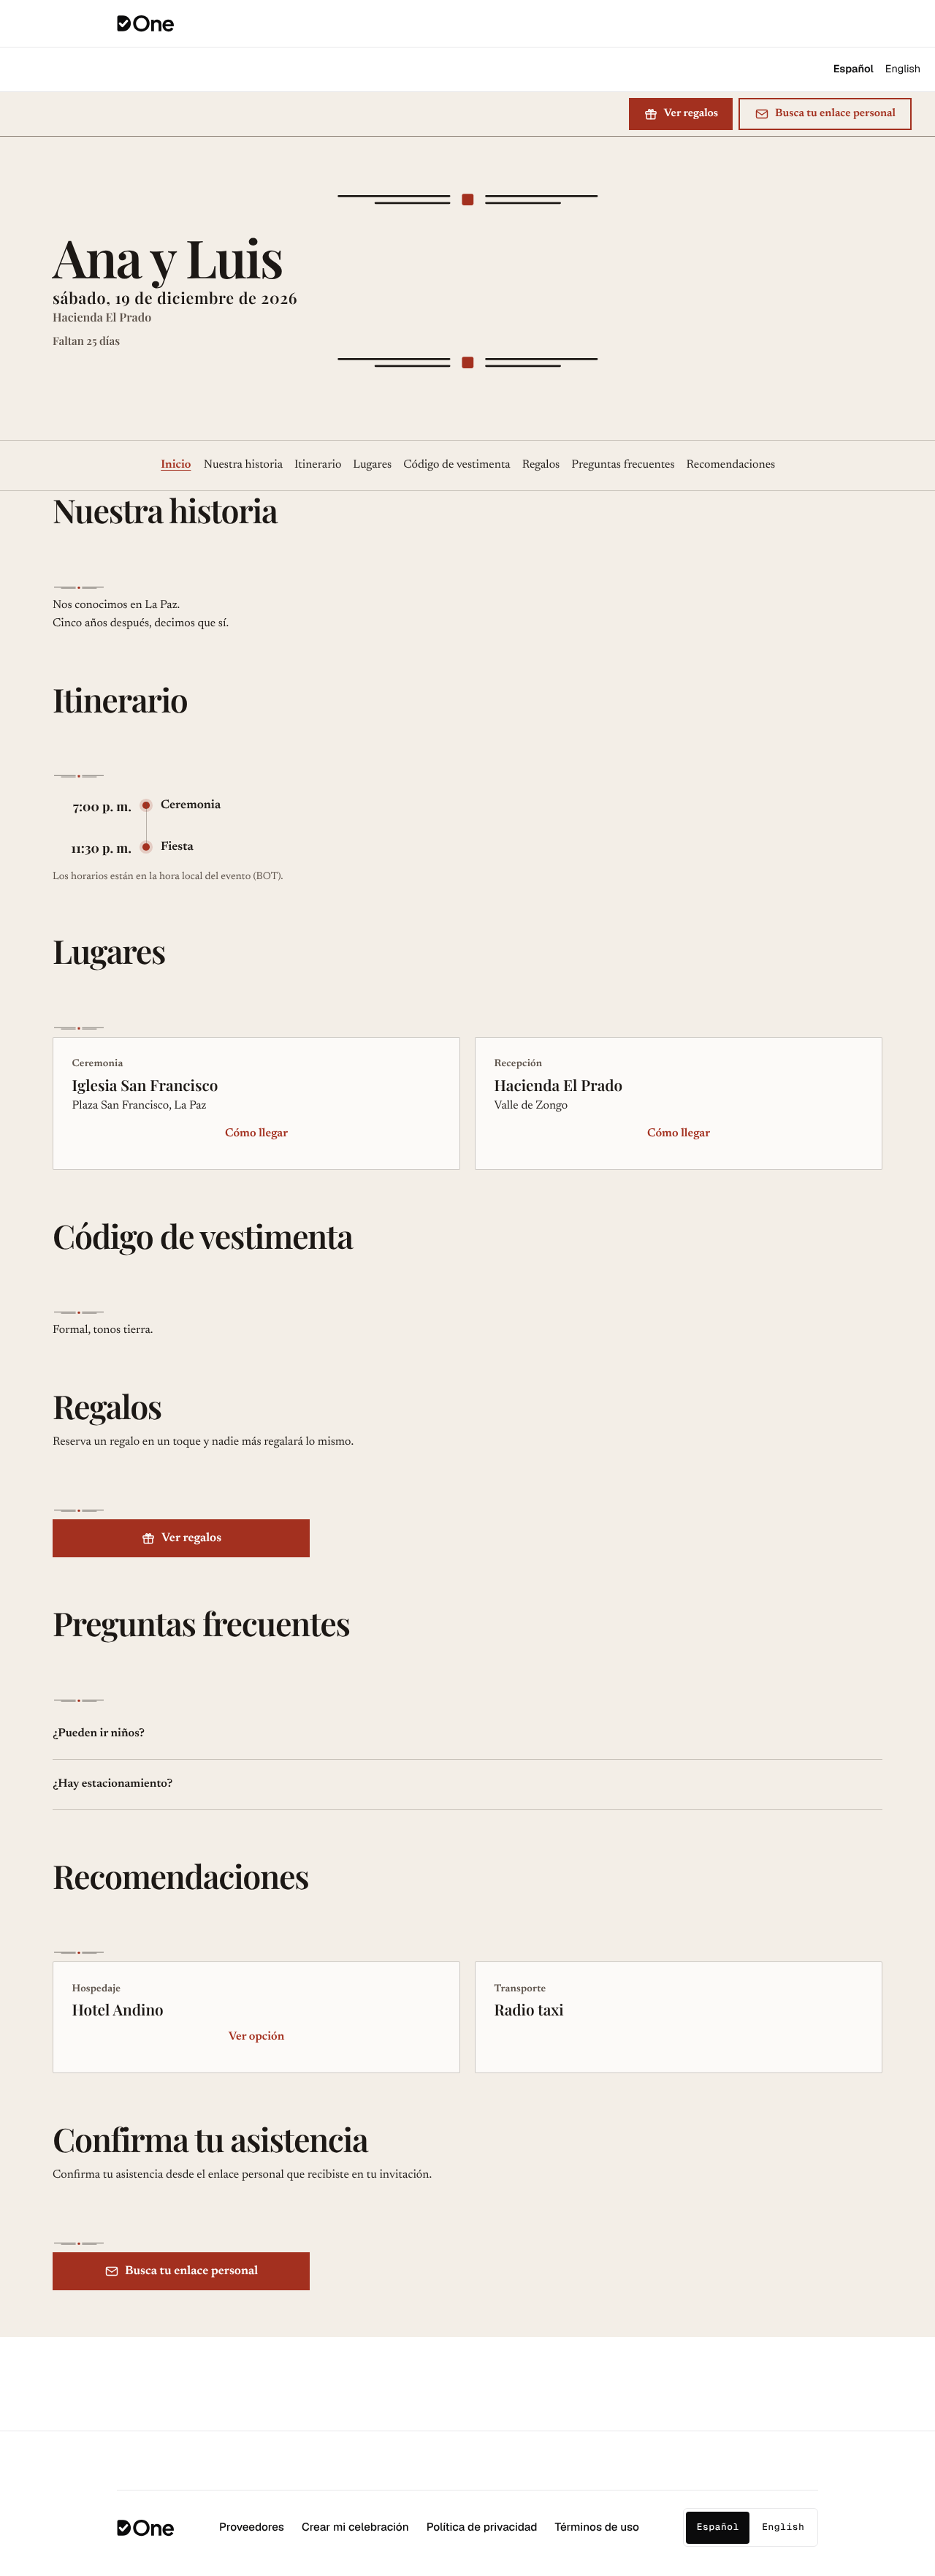 One
Español English
Ver regalos Busca tu enlace personal
Ana y Luis
sábado, 19 de diciembre de 2026
Hacienda El Prado
Faltan 25 días
Inicio Nuestra historia Itinerario Lugares Código de vestimenta Regalos Preguntas frecuentes Recomendaciones
Nuestra historia
Nos conocimos en La Paz.
Cinco años después, decimos que sí.
Itinerario
7:00 p. m. Ceremonia
11:30 p. m. Fiesta
Los horarios están en la hora local del evento (BOT).
Lugares
Ceremonia
Iglesia San Francisco
Plaza San Francisco, La Paz
Cómo llegar
Recepción
Hacienda El Prado
Valle de Zongo
Cómo llegar
Código de vestimenta
Formal, tonos tierra.
Regalos
Reserva un regalo en un toque y nadie más regalará lo mismo.
Ver regalos
Preguntas frecuentes
¿Pueden ir niños?
¿Hay estacionamiento?
Recomendaciones
Hospedaje
Hotel Andino
Ver opción
Transporte
Radio taxi
Confirma tu asistencia
Confirma tu asistencia desde el enlace personal que recibiste en tu invitación.
Busca tu enlace personal
One Proveedores Crear mi celebración Política de privacidad Términos de uso Español English